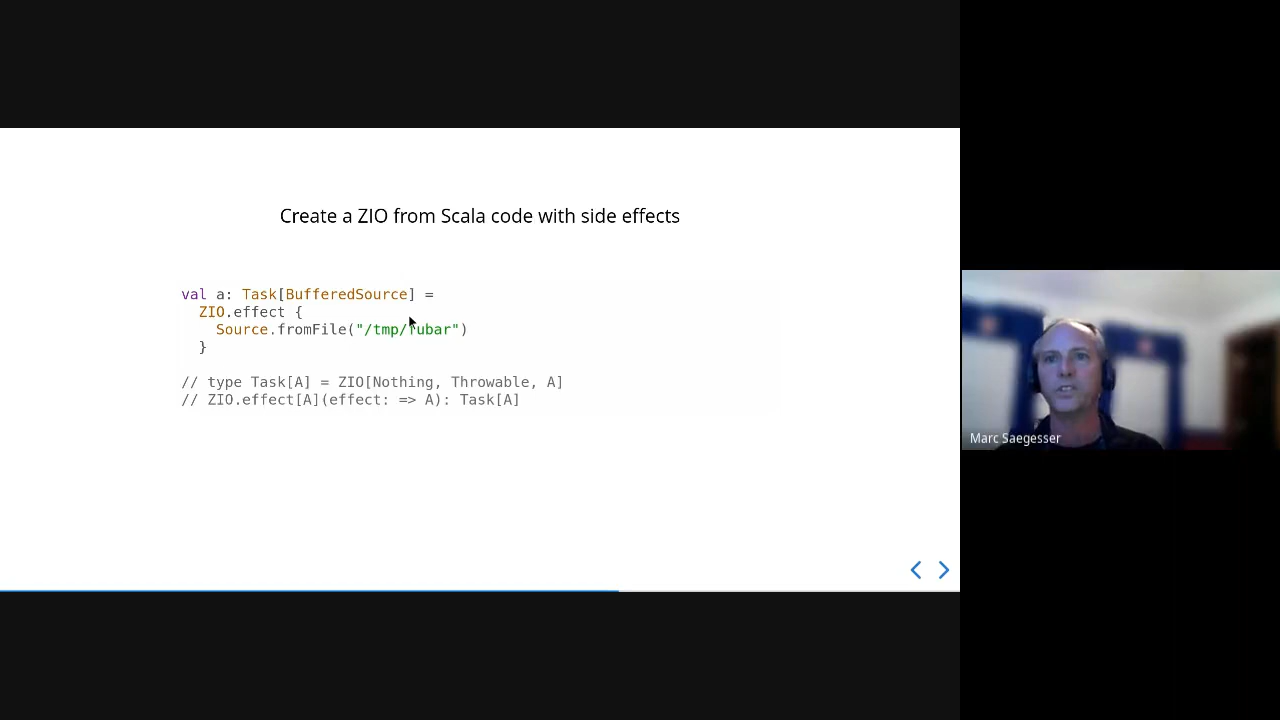 Create a ZIO from Scala code with side effects
val a: Task[BufferedSource] =
  ZIO.effect {
    Source.fromFile("/tmp/fubar")
  }
// type Task[A] = ZIO[Nothing, Throwable, A]
// ZIO.effect[A](effect: => A): Task[A]
Marc Saegesser